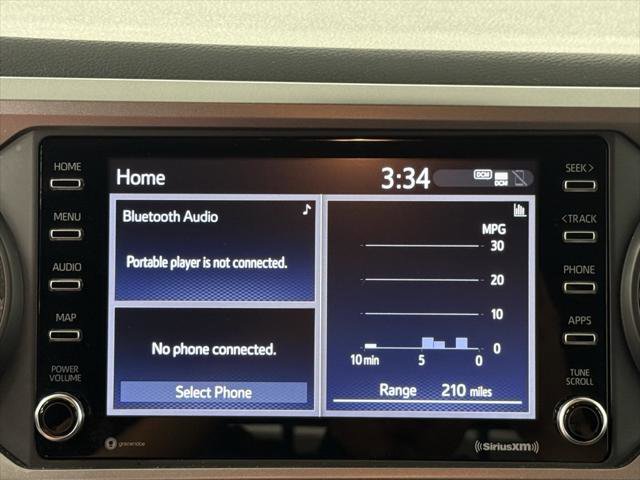 HOME
MENU
AUDIO
MAP
POWER
VOLUME
Home
3:34
DCM
DCM
Bluetooth Audio
Portable player is not connected.
No phone connected.
Select Phone
MPG
30
20
10
0
10 min 5 0
Range 210 miles
SEEK>
<TRACK
PHONE
APPS
TUNE
SCROLL
gracenote
((SiriusXM))